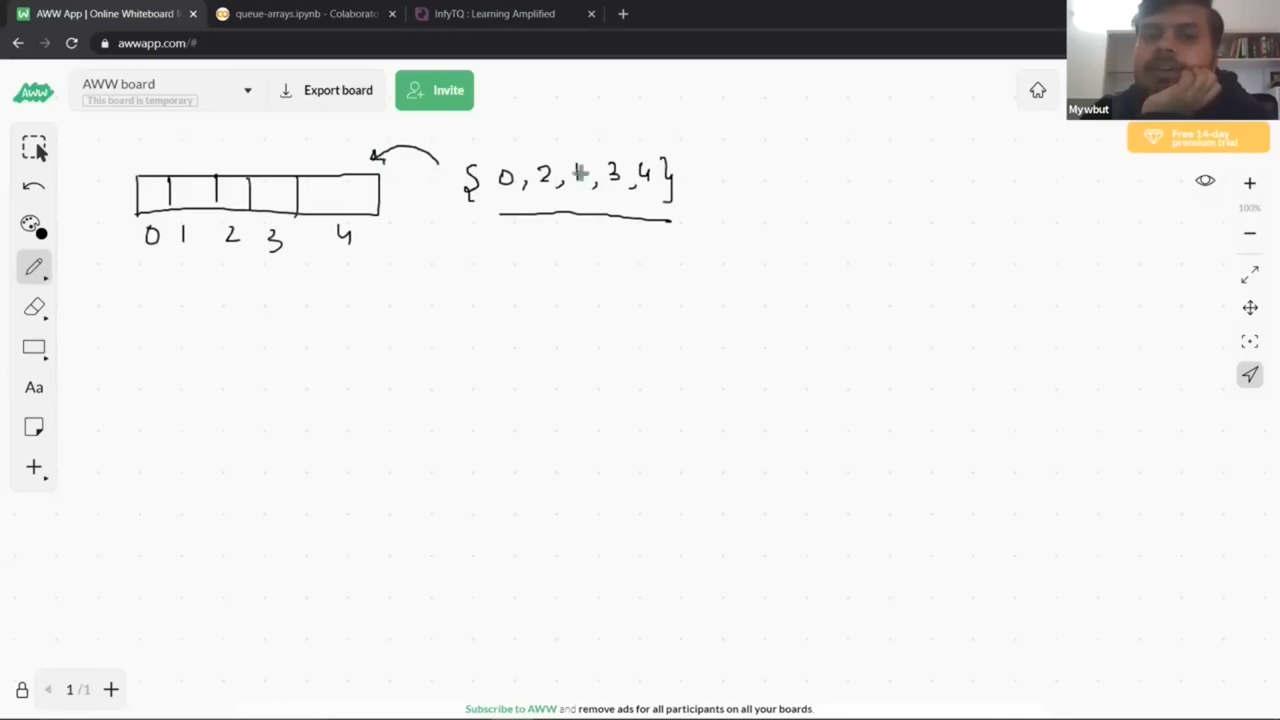 AWW App | Online Whiteboard f
queue-arrays.ipynb - Colaborato
InfyTQ : Learning Amplified
awwapp.com/#
AWW
AWW board
This board is temporary
Export board
Invite
Mywbut
Free 14-day
premium trial
100%
{ 0, 2, 1, 3, 4 }
0 1 2 3 4
Aa
1 / 1
Subscribe to AWW and remove ads for all participants on all your boards.